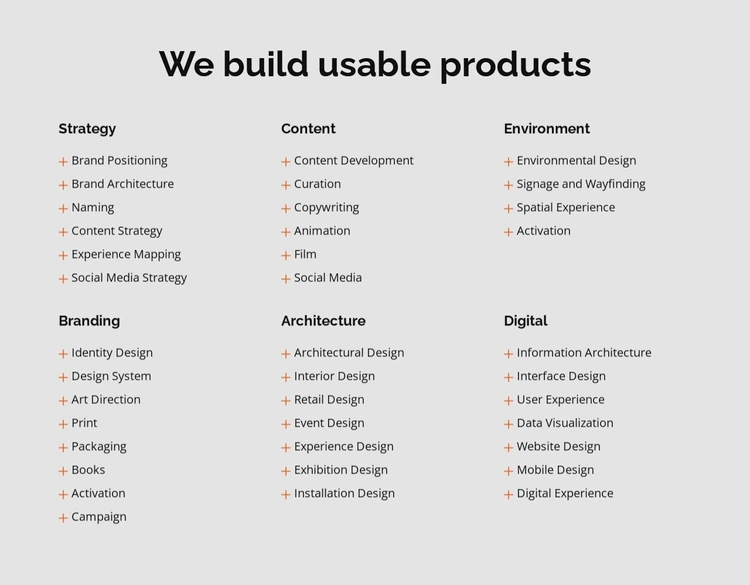 We build usable products
Strategy
Brand Positioning
Brand Architecture
Naming
Content Strategy
Experience Mapping
Social Media Strategy
Content
Content Development
Curation
Copywriting
Animation
Film
Social Media
Environment
Environmental Design
Signage and Wayfinding
Spatial Experience
Activation
Branding
Identity Design
Design System
Art Direction
Print
Packaging
Books
Activation
Campaign
Architecture
Architectural Design
Interior Design
Retail Design
Event Design
Experience Design
Exhibition Design
Installation Design
Digital
Information Architecture
Interface Design
User Experience
Data Visualization
Website Design
Mobile Design
Digital Experience